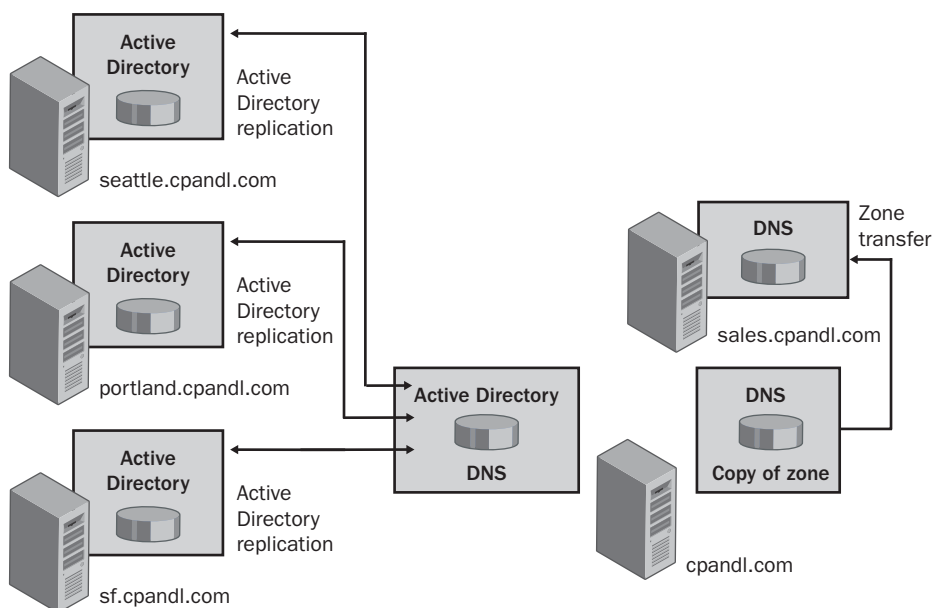 Active
Directory
Active
Directory
replication
seattle.cpandl.com
Active
Directory
Active
Directory
replication
portland.cpandl.com
Active
Directory
Active
Directory
replication
sf.cpandl.com
Active Directory
DNS
DNS
Zone
transfer
sales.cpandl.com
DNS
Copy of zone
cpandl.com